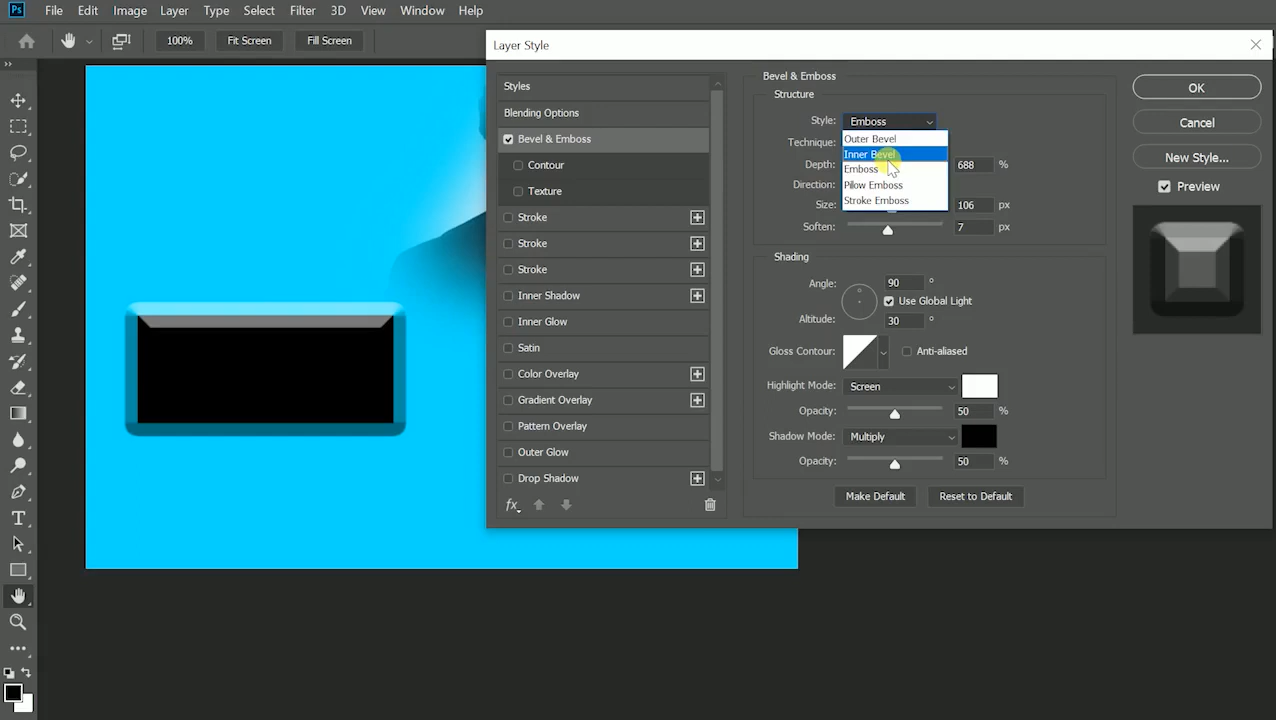 Ps File Edit Image Layer Type Select Filter 3D View Window Help
100% Fit Screen Fill Screen
Layer Style
Styles
Blending Options
Bevel & Emboss
Contour
Texture
Stroke
Stroke
Stroke
Inner Shadow
Inner Glow
Satin
Color Overlay
Gradient Overlay
Pattern Overlay
Outer Glow
Drop Shadow
fx
Bevel & Emboss
Structure
Style: Emboss
Outer Bevel
Inner Bevel
Emboss
Pillow Emboss
Stroke Emboss
Technique:
Depth: 688 %
Direction:
Size: 106 px
Soften: 7 px
Shading
Angle: 90 °
Use Global Light
Altitude: 30 °
Gloss Contour: Anti-aliased
Highlight Mode: Screen
Opacity: 50 %
Shadow Mode: Multiply
Opacity: 50 %
Make Default Reset to Default
OK
Cancel
New Style...
Preview
T